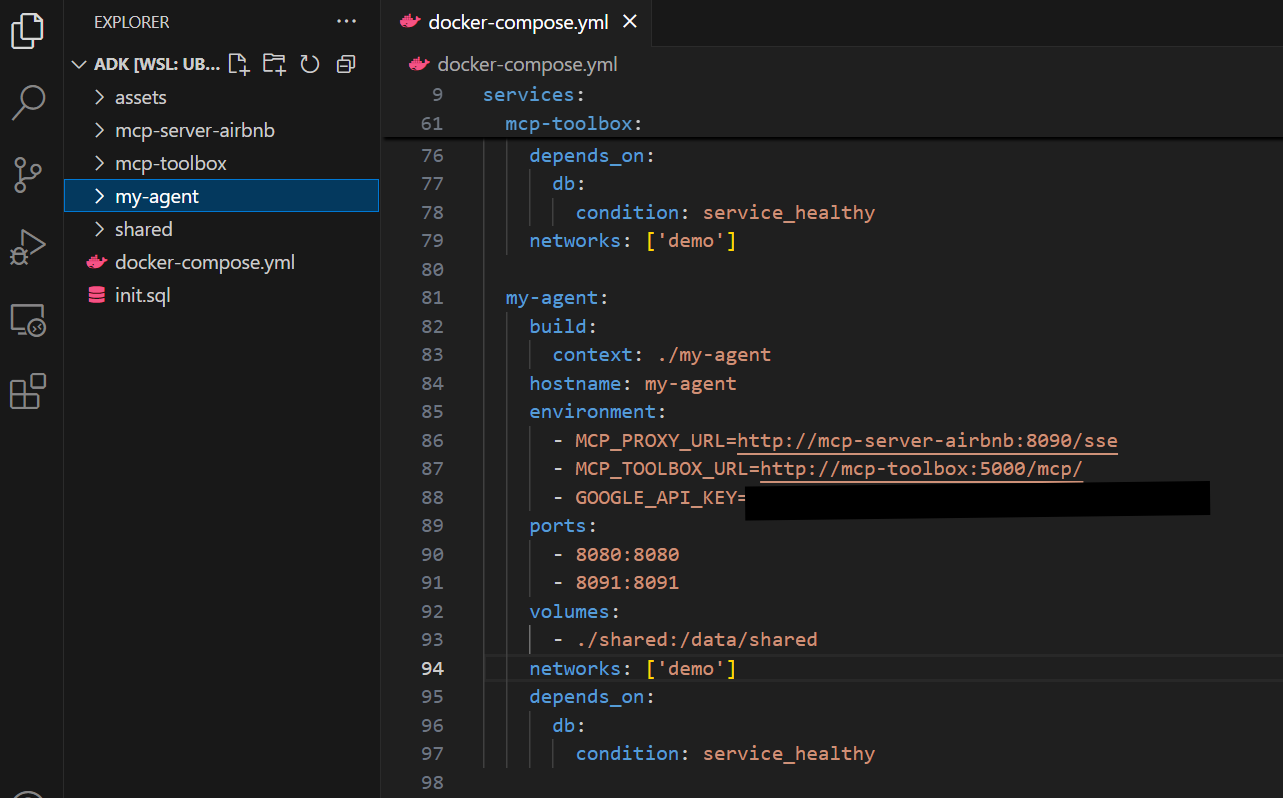 EXPLORER
ADK [WSL: UB...
assets
mcp-server-airbnb
mcp-toolbox
my-agent
shared
docker-compose.yml
init.sql
docker-compose.yml
docker-compose.yml
9 services:
61 mcp-toolbox:
76 depends_on:
77 db:
78 condition: service_healthy
79 networks: ['demo']
80
81 my-agent:
82 build:
83 context: ./my-agent
84 hostname: my-agent
85 environment:
86 - MCP_PROXY_URL=http://mcp-server-airbnb:8090/sse
87 - MCP_TOOLBOX_URL=http://mcp-toolbox:5000/mcp/
88 - GOOGLE_API_KEY=
89 ports:
90 - 8080:8080
91 - 8091:8091
92 volumes:
93 - ./shared:/data/shared
94 networks: ['demo']
95 depends_on:
96 db:
97 condition: service_healthy
98